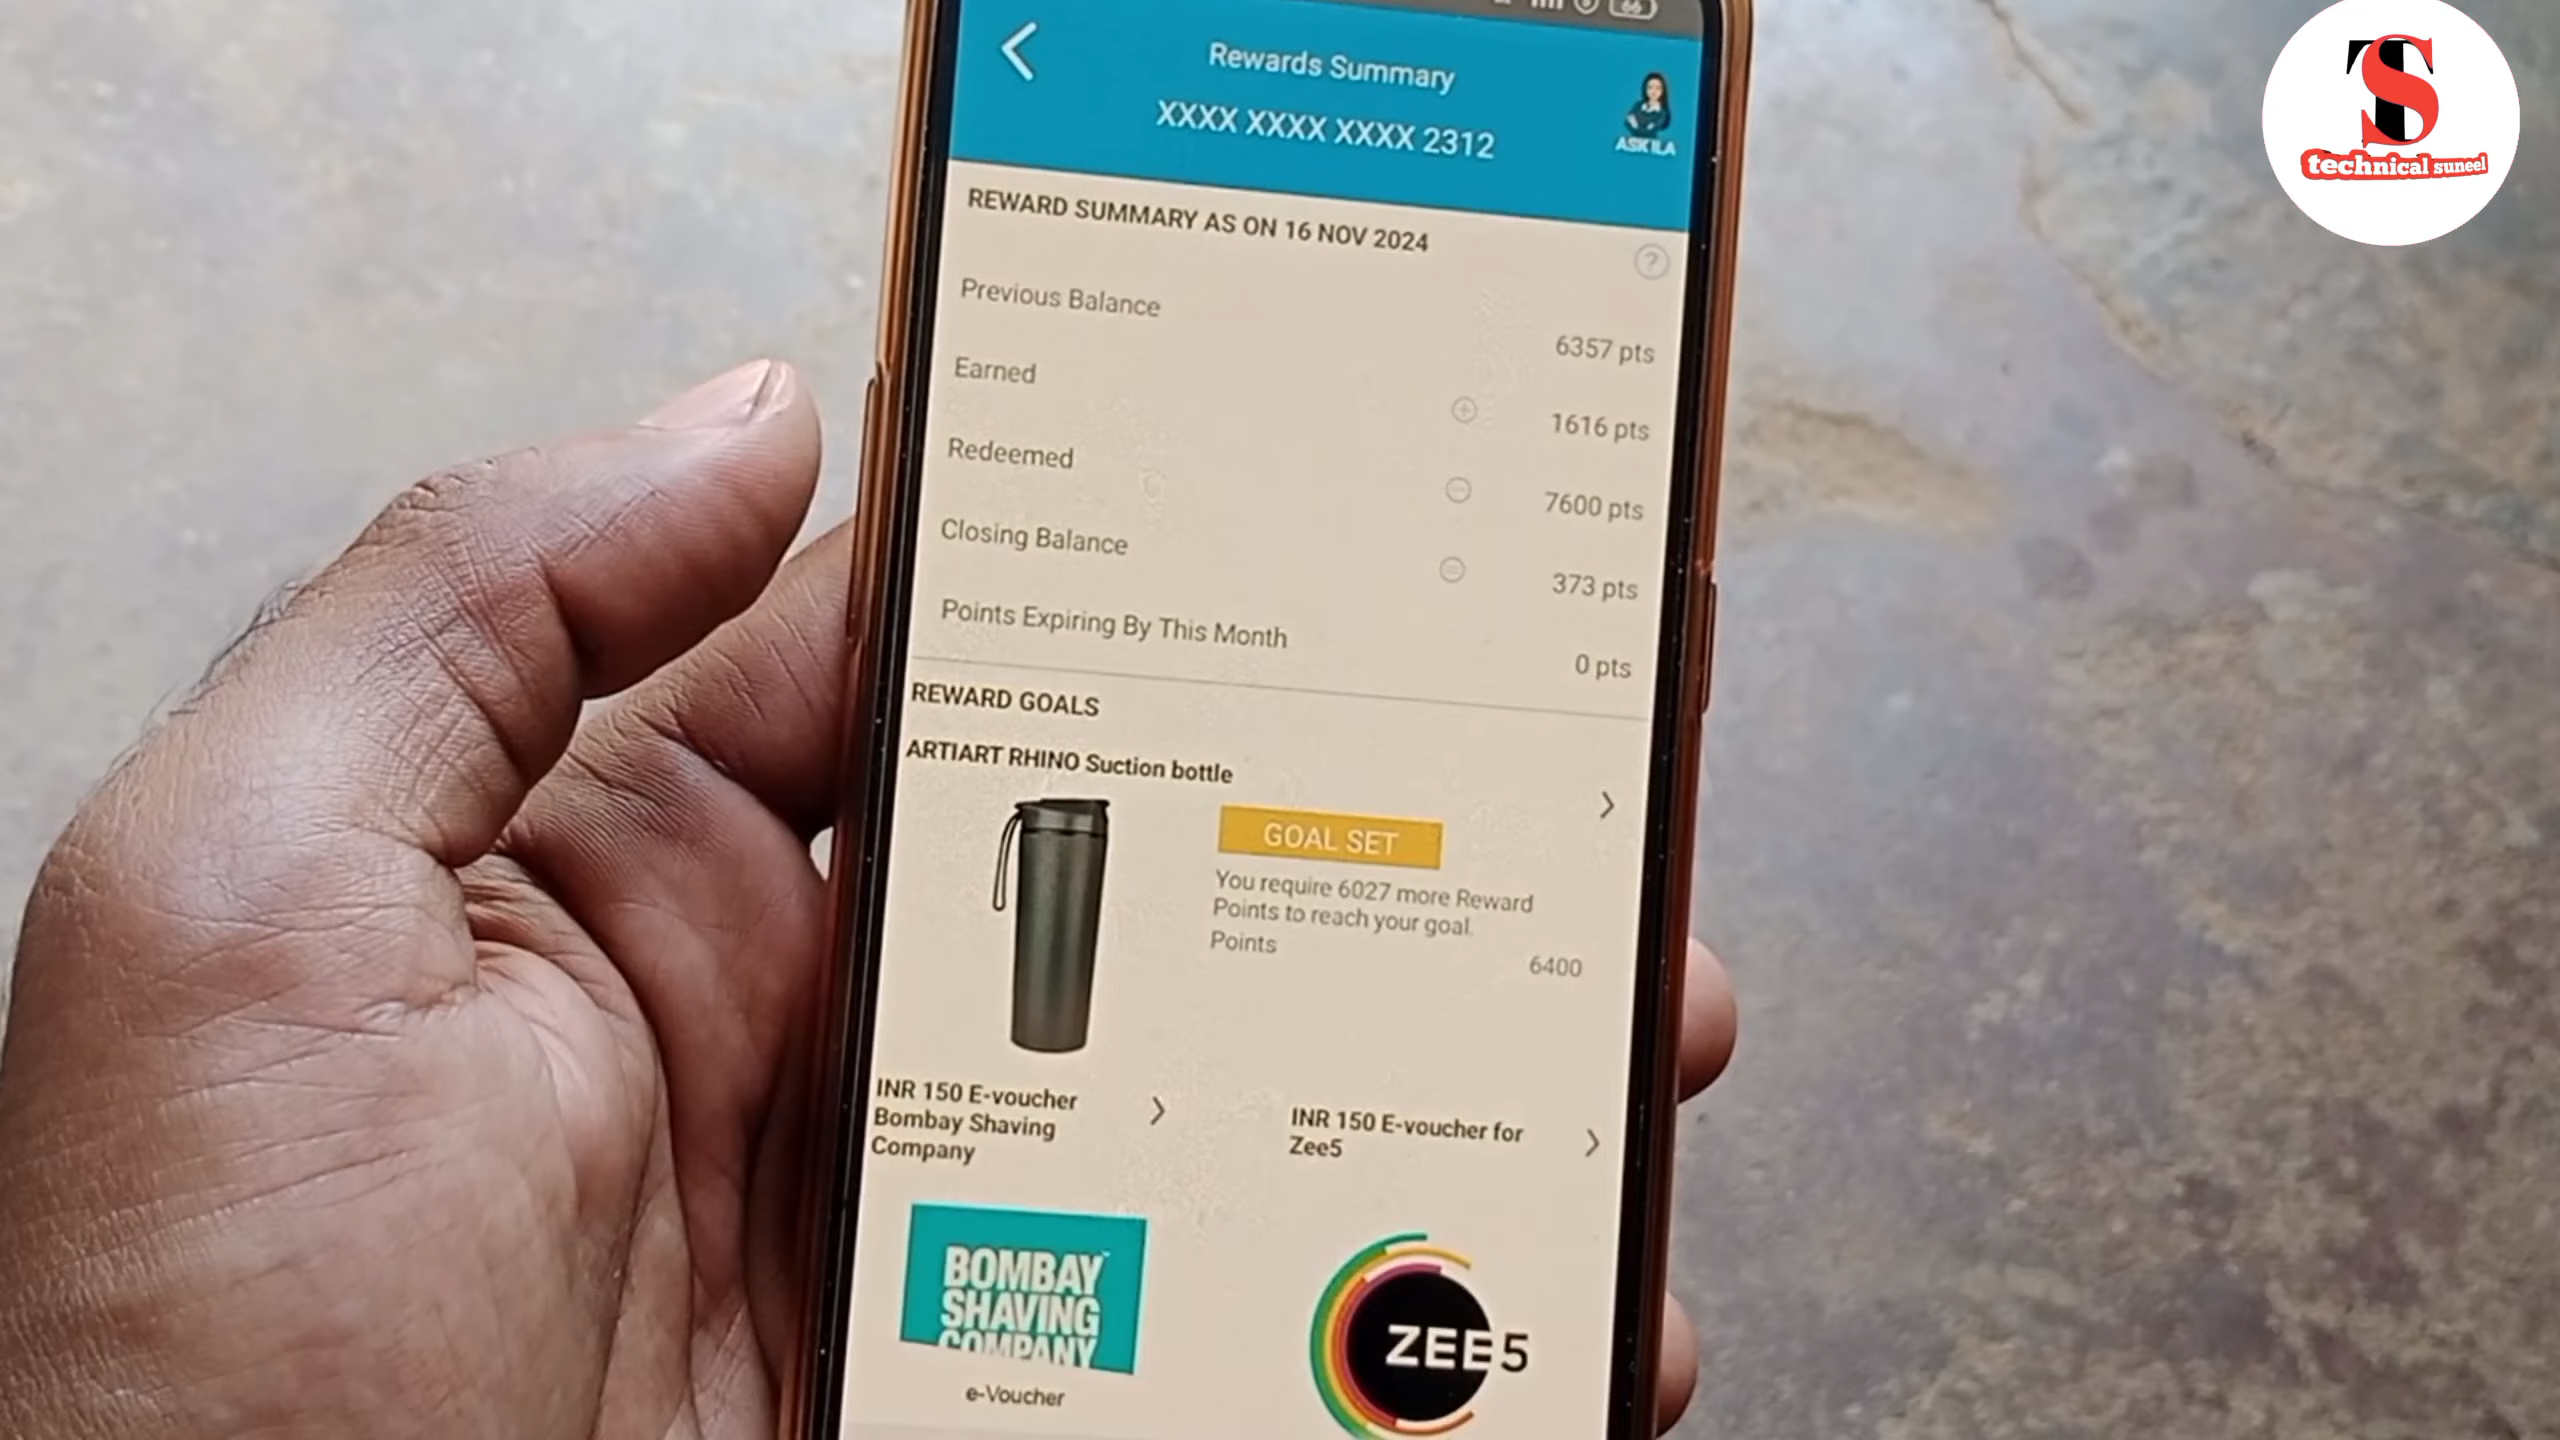 66
Rewards Summary
XXXX XXXX XXXX 2312
ASK ILA
TS
technical suneel
REWARD SUMMARY AS ON 16 NOV 2024
?
Previous Balance
6357 pts
Earned
+
1616 pts
Redeemed
−
7600 pts
Closing Balance
=
373 pts
Points Expiring By This Month
0 pts
REWARD GOALS
ARTIART RHINO Suction bottle
GOAL SET
You require 6027 more Reward
Points to reach your goal.
Points
6400
INR 150 E-voucher
Bombay Shaving
Company
INR 150 E-voucher for
Zee5
BOMBAY
SHAVING
COMPANY
e-Voucher
ZEE5